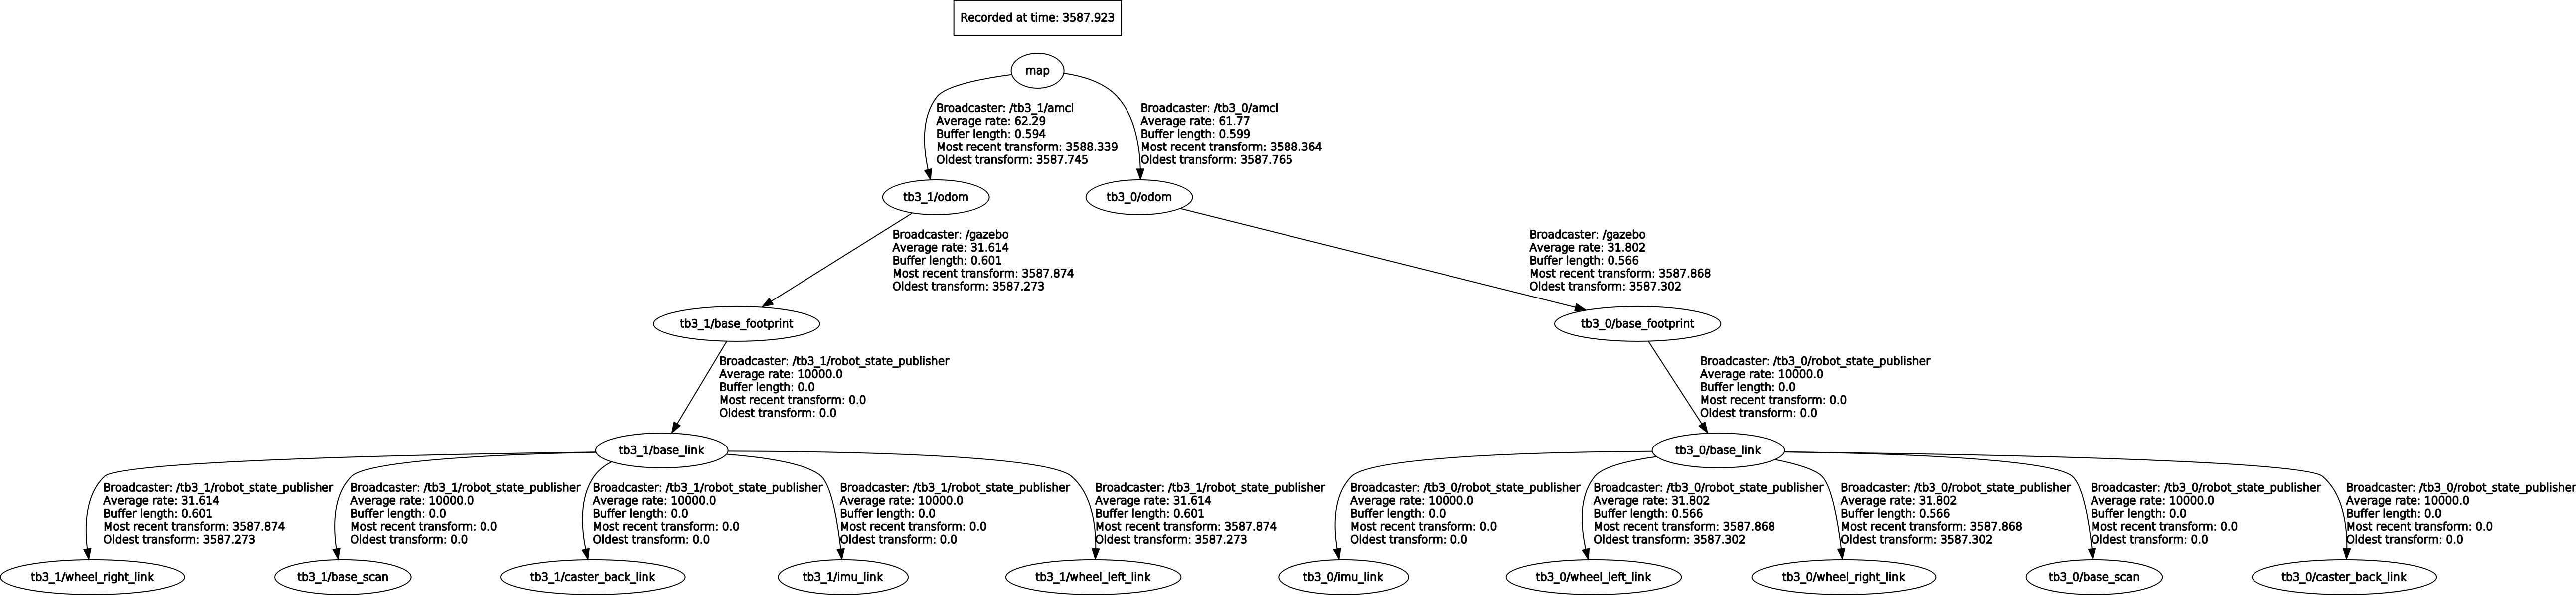 Recorded at time: 3587.923
map
Broadcaster: /tb3_1/amcl
Average rate: 62.29
Buffer length: 0.594
Most recent transform: 3588.339
Oldest transform: 3587.745
Broadcaster: /tb3_0/amcl
Average rate: 61.77
Buffer length: 0.599
Most recent transform: 3588.364
Oldest transform: 3587.765
tb3_1/odom
tb3_0/odom
Broadcaster: /gazebo
Average rate: 31.614
Buffer length: 0.601
Most recent transform: 3587.874
Oldest transform: 3587.273
Broadcaster: /gazebo
Average rate: 31.802
Buffer length: 0.566
Most recent transform: 3587.868
Oldest transform: 3587.302
tb3_1/base_footprint
tb3_0/base_footprint
Broadcaster: /tb3_1/robot_state_publisher
Average rate: 10000.0
Buffer length: 0.0
Most recent transform: 0.0
Oldest transform: 0.0
Broadcaster: /tb3_0/robot_state_publisher
Average rate: 10000.0
Buffer length: 0.0
Most recent transform: 0.0
Oldest transform: 0.0
tb3_1/base_link
tb3_0/base_link
Broadcaster: /tb3_1/robot_state_publisher
Average rate: 31.614
Buffer length: 0.601
Most recent transform: 3587.874
Oldest transform: 3587.273
Broadcaster: /tb3_1/robot_state_publisher
Average rate: 10000.0
Buffer length: 0.0
Most recent transform: 0.0
Oldest transform: 0.0
Broadcaster: /tb3_1/robot_state_publisher
Average rate: 10000.0
Buffer length: 0.0
Most recent transform: 0.0
Oldest transform: 0.0
Broadcaster: /tb3_1/robot_state_publisher
Average rate: 10000.0
Buffer length: 0.0
Most recent transform: 0.0
Oldest transform: 0.0
Broadcaster: /tb3_1/robot_state_publisher
Average rate: 31.614
Buffer length: 0.601
Most recent transform: 3587.874
Oldest transform: 3587.273
Broadcaster: /tb3_0/robot_state_publisher
Average rate: 10000.0
Buffer length: 0.0
Most recent transform: 0.0
Oldest transform: 0.0
Broadcaster: /tb3_0/robot_state_publisher
Average rate: 31.802
Buffer length: 0.566
Most recent transform: 3587.868
Oldest transform: 3587.302
Broadcaster: /tb3_0/robot_state_publisher
Average rate: 31.802
Buffer length: 0.566
Most recent transform: 3587.868
Oldest transform: 3587.302
Broadcaster: /tb3_0/robot_state_publisher
Average rate: 10000.0
Buffer length: 0.0
Most recent transform: 0.0
Oldest transform: 0.0
Broadcaster: /tb3_0/robot_state_publisher
Average rate: 10000.0
Buffer length: 0.0
Most recent transform: 0.0
Oldest transform: 0.0
tb3_1/wheel_right_link
tb3_1/base_scan
tb3_1/caster_back_link
tb3_1/imu_link
tb3_1/wheel_left_link
tb3_0/imu_link
tb3_0/wheel_left_link
tb3_0/wheel_right_link
tb3_0/base_scan
tb3_0/caster_back_link